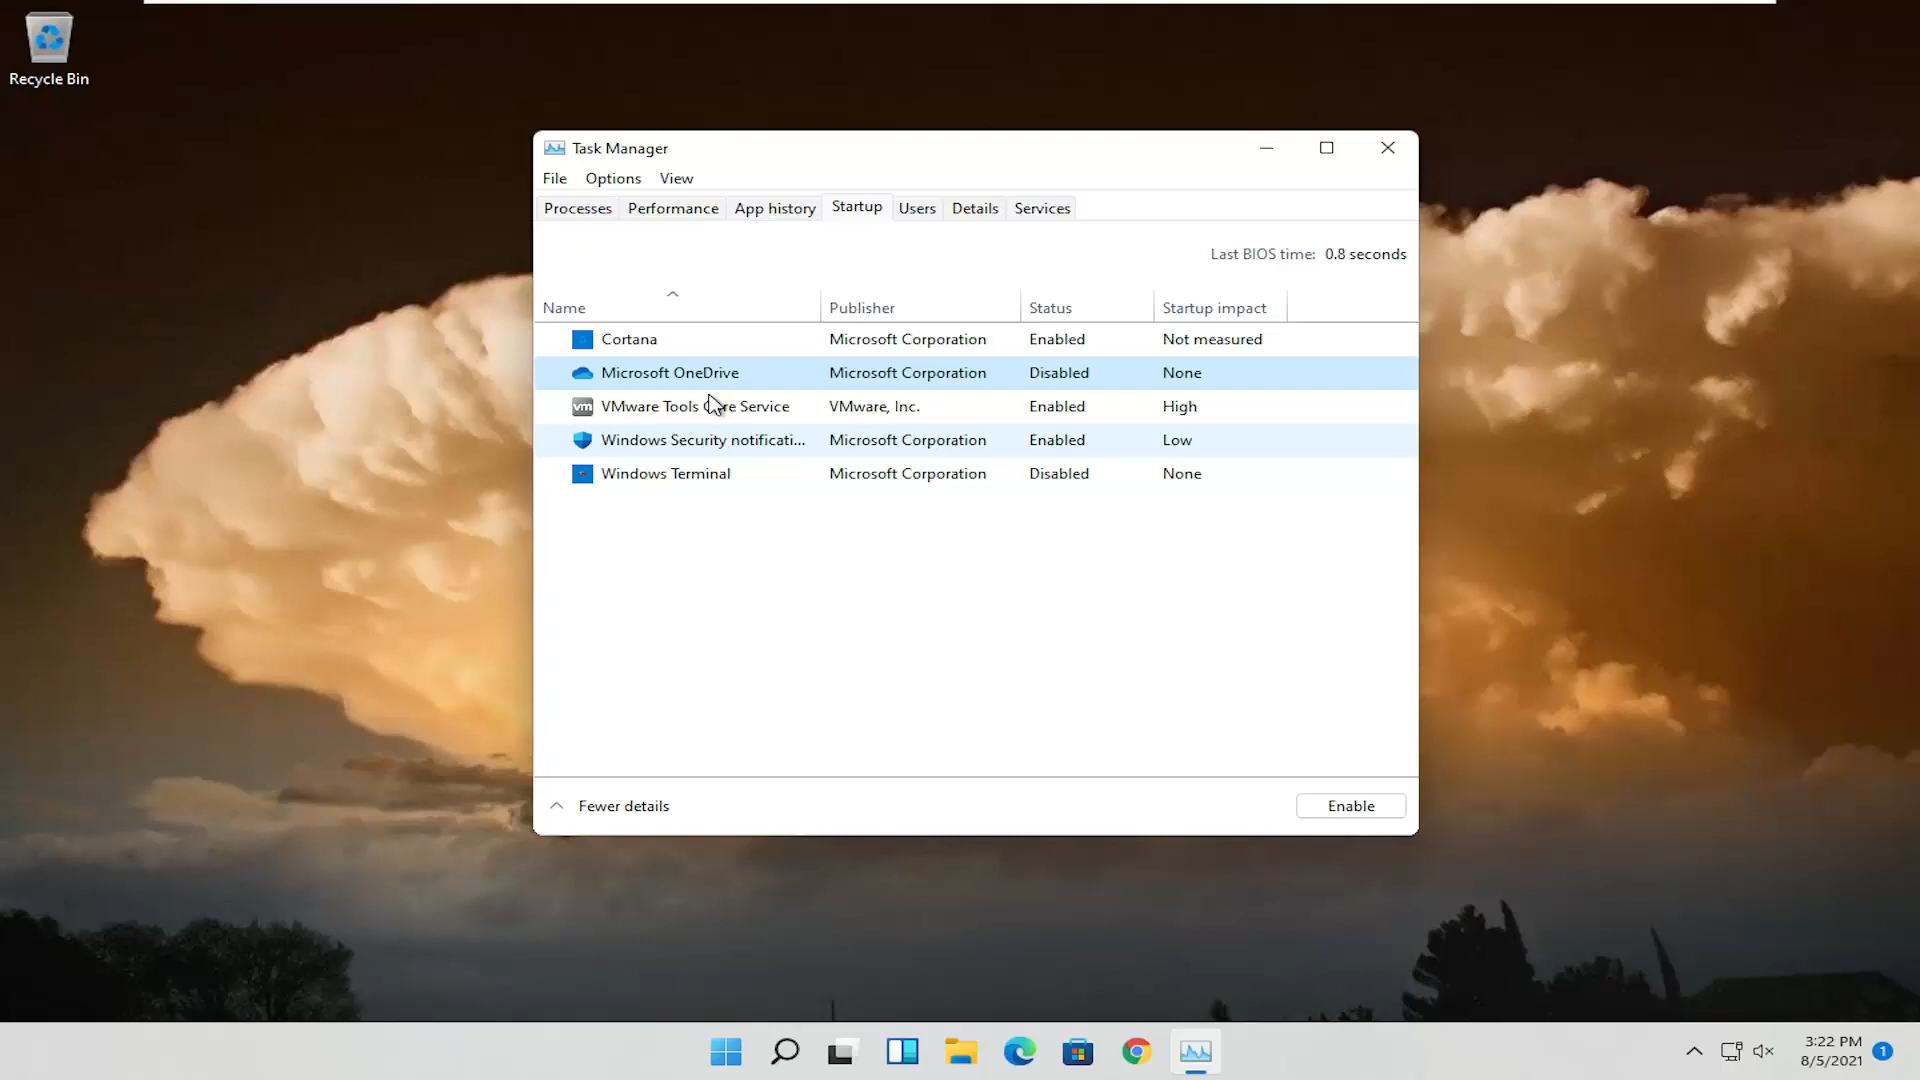 Recycle Bin
Task Manager
File Options View
Processes Performance App history Startup Users Details Services
Last BIOS time: 0.8 seconds
Name Publisher Status Startup impact
Cortana Microsoft Corporation Enabled Not measured
Microsoft OneDrive Microsoft Corporation Disabled None
vm VMware Tools Core Service VMware, Inc. Enabled High
Windows Security notificati... Microsoft Corporation Enabled Low
Windows Terminal Microsoft Corporation Disabled None
Fewer details Enable
3:22 PM
8/5/2021 1